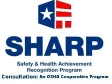 SHARP
Safety & Health Achievement
Recognition Program
Consultation: An OSHA Cooperative Program